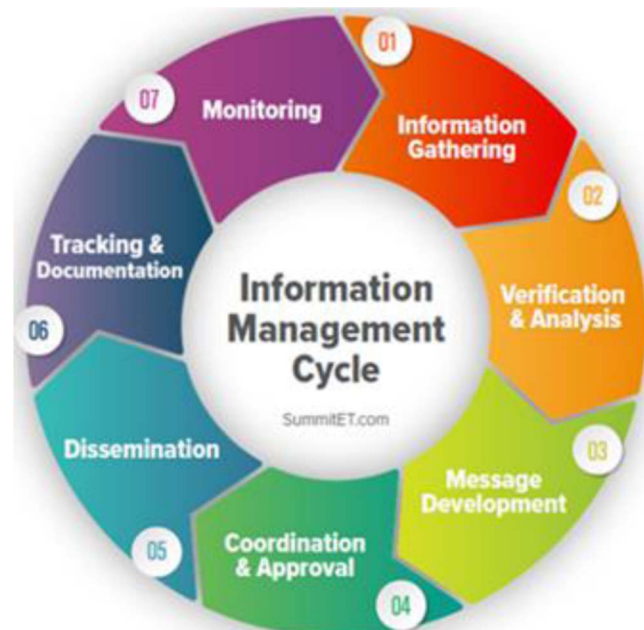 01
Information
Gathering
02
Verification
& Analysis
03
Message
Development
04
Coordination
& Approval
05
Dissemination
06
Tracking &
Documentation
07
Monitoring
Information
Management
Cycle
SummitET.com